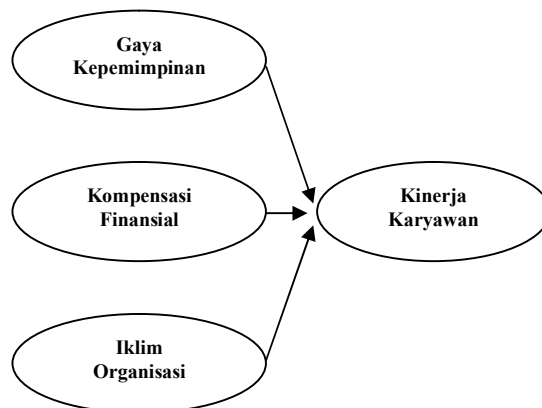 Gaya
Kepemimpinan
Kompensasi
Finansial
Kinerja
Karyawan
Iklim
Organisasi